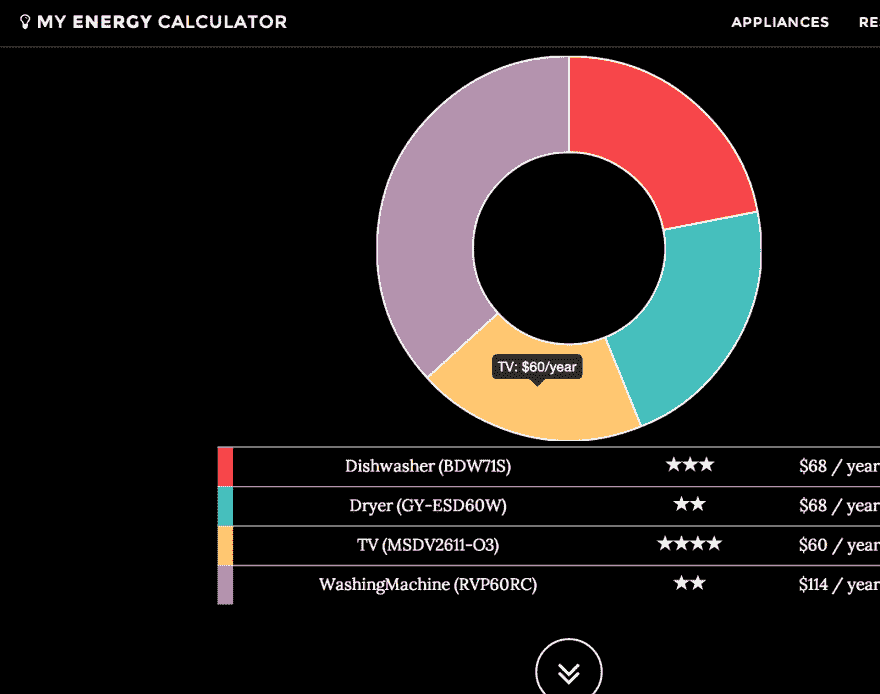 MY ENERGY CALCULATOR
APPLIANCES RE
TV: $60/year
Dishwasher (BDW71S) ★★★ $68 / year
Dryer (GY-ESD60W) ★★ $68 / year
TV (MSDV2611-O3) ★★★★ $60 / year
WashingMachine (RVP60RC) ★★ $114 / year